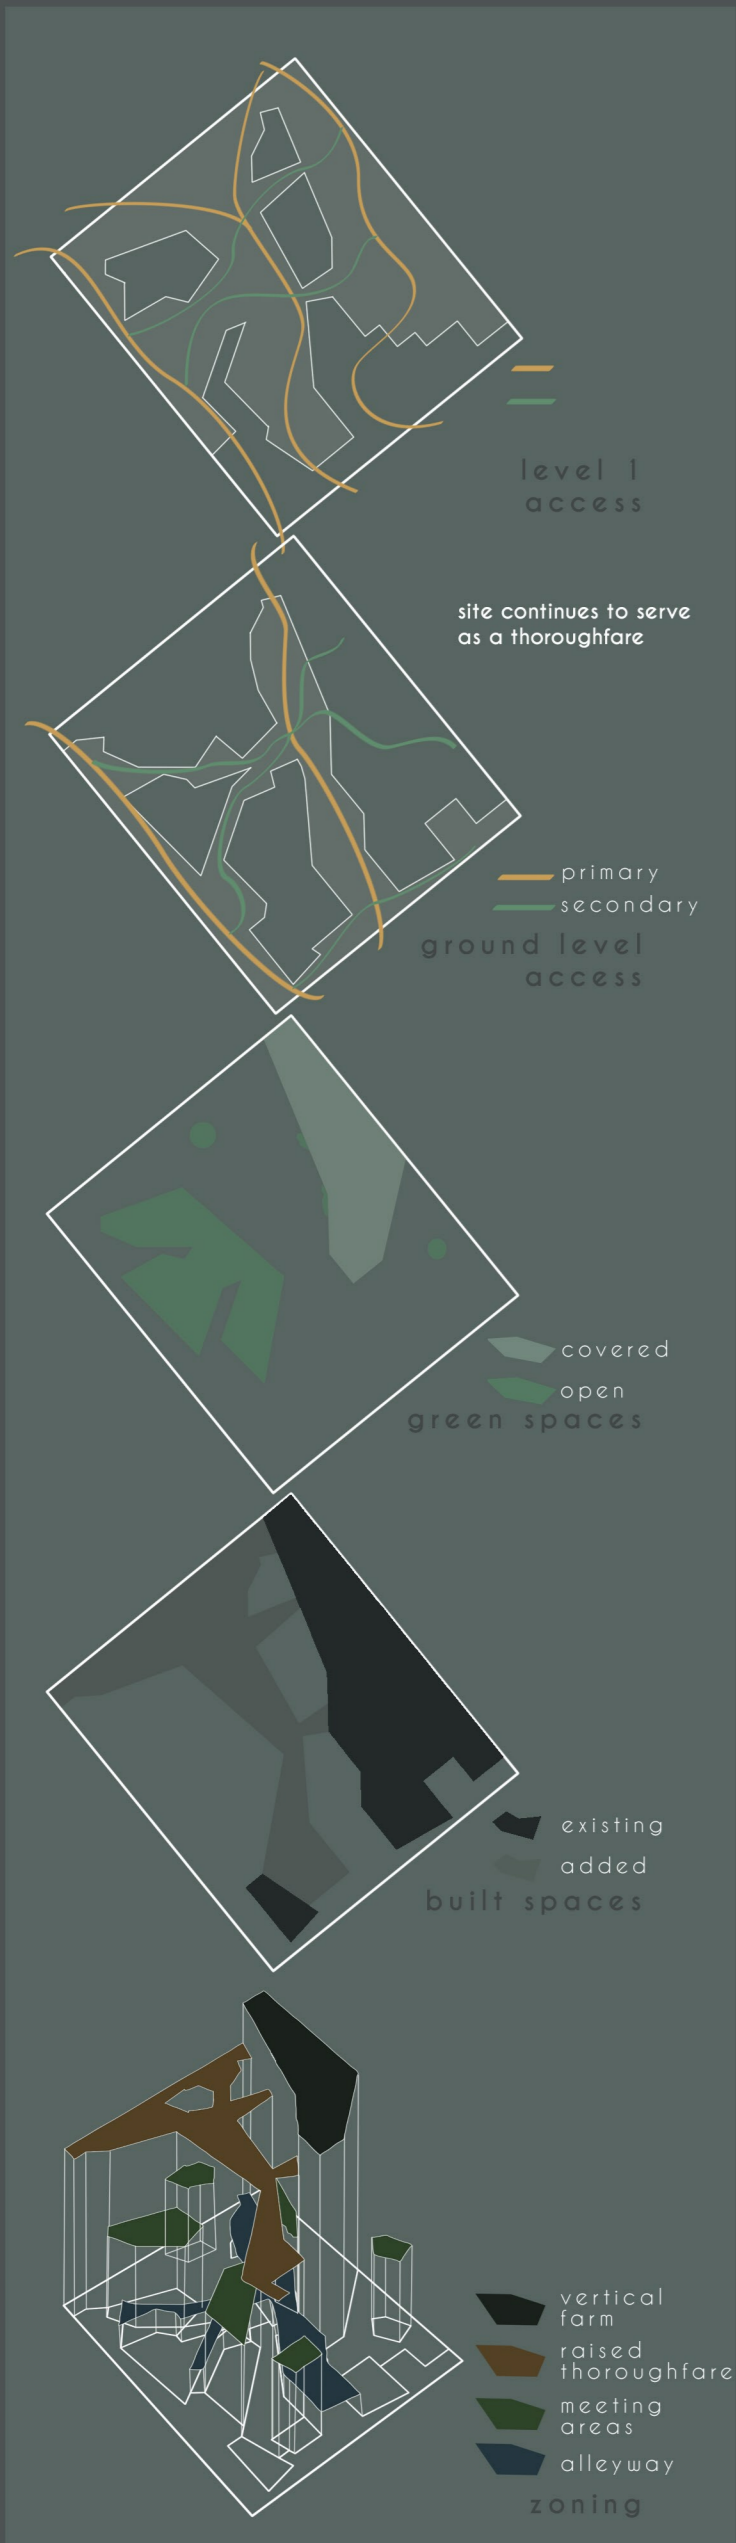 level 1
access
site continues to serve
as a thoroughfare
primary
secondary
ground level
access
covered
open
green spaces
existing
added
built spaces
vertical
farm
raised
thoroughfare
meeting
areas
alleyway
zoning